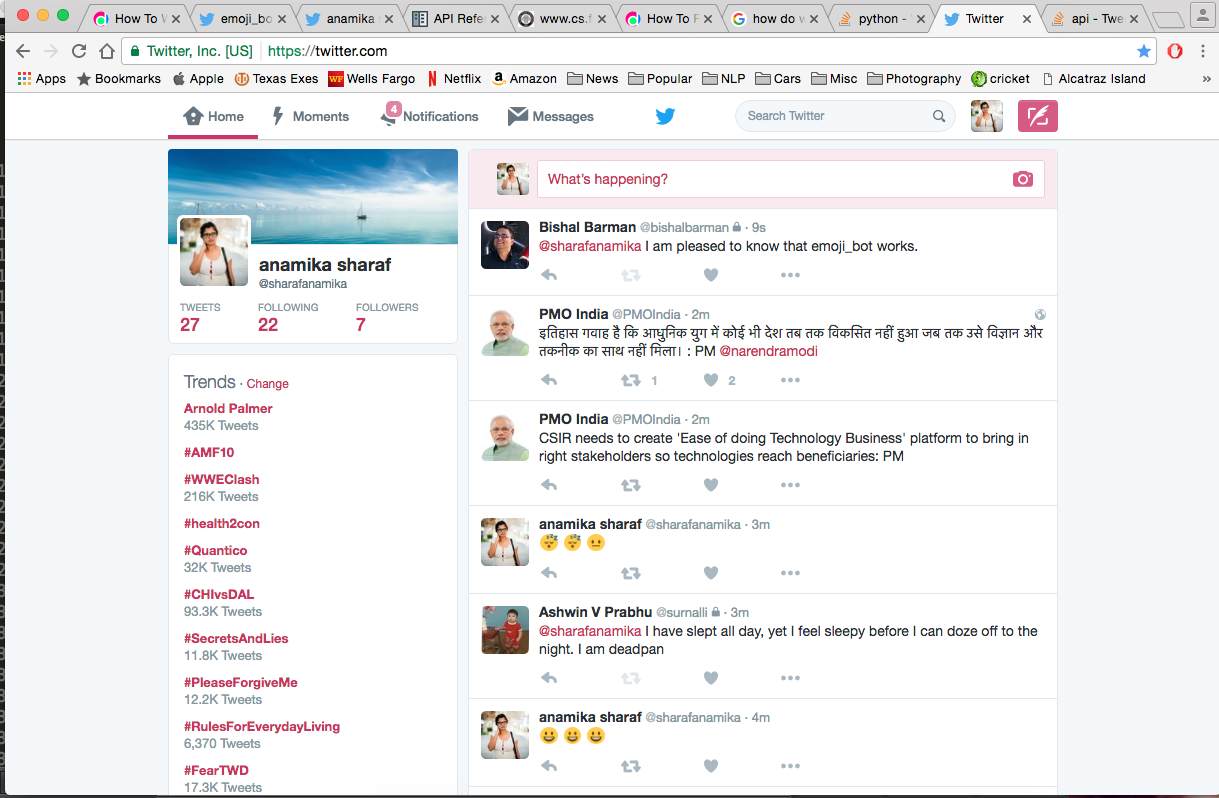 How To W
emoji_bo
anamika s
API Refe
www.cs.f
How To F
how do w
python -
Twitter
api - Twe
Twitter, Inc. [US] https://twitter.com
Apps Bookmarks Apple Texas Exes Wells Fargo Netflix Amazon News Popular NLP Cars Misc Photography cricket Alcatraz Island »
Home Moments 4 Notifications Messages Search Twitter
What's happening?
anamika sharaf
@sharafanamika
TWEETS FOLLOWING FOLLOWERS
27 22 7
Trends · Change
Arnold Palmer
435K Tweets
#AMF10
#WWEClash
216K Tweets
#health2con
#Quantico
32K Tweets
#CHIvsDAL
93.3K Tweets
#SecretsAndLies
11.8K Tweets
#PleaseForgiveMe
12.2K Tweets
#RulesForEverydayLiving
6,370 Tweets
#FearTWD
17.3K Tweets
Bishal Barman @bishalbarman · 9s
@sharafanamika I am pleased to know that emoji_bot works.
PMO India @PMOIndia · 2m
इतिहास गवाह है कि आधुनिक युग में कोई भी देश तब तक विकसित नहीं हुआ जब तक उसे विज्ञान और
तकनीक का साथ नहीं मिला। : PM @narendramodi
1 2
PMO India @PMOIndia · 2m
CSIR needs to create 'Ease of doing Technology Business' platform to bring in
right stakeholders so technologies reach beneficiaries: PM
anamika sharaf @sharafanamika · 3m
😴 😴 😐
Ashwin V Prabhu @surnalli · 3m
@sharafanamika I have slept all day, yet I feel sleepy before I can doze off to the
night. I am deadpan
anamika sharaf @sharafanamika · 4m
😀 😀 😀